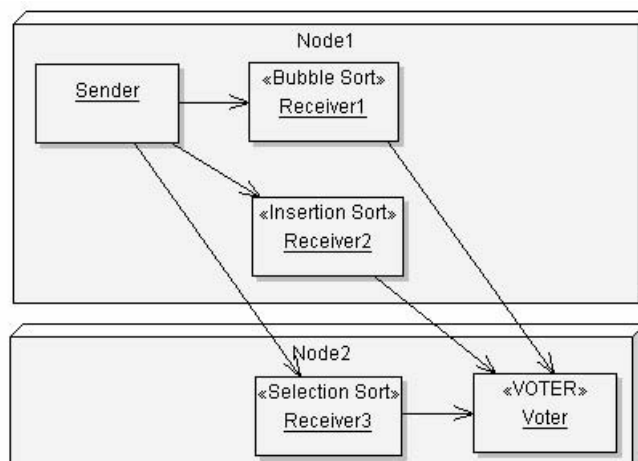 Node1
Sender
«Bubble Sort»
Receiver1
«Insertion Sort»
Receiver2
Node2
«Selection Sort»
Receiver3
«VOTER»
Voter